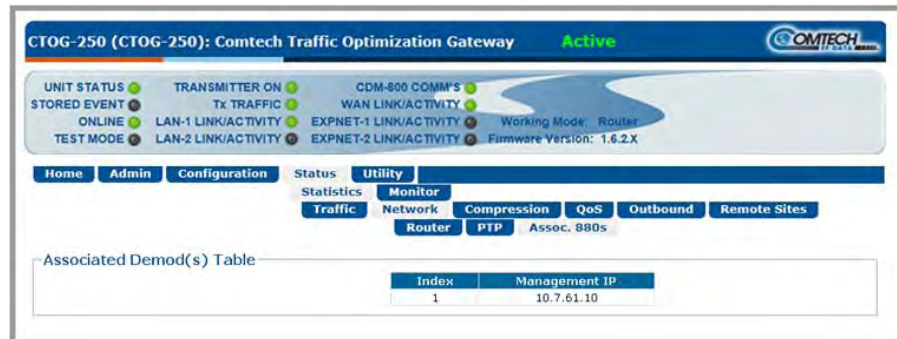 CTOG-250 (CTOG-250): Comtech Traffic Optimization Gateway Active
COMTECH
EF DATA
UNIT STATUS TRANSMITTER ON CDM-800 COMM'S
STORED EVENT Tx TRAFFIC WAN LINK/ACTIVITY
ONLINE LAN-1 LINK/ACTIVITY EXPNET-1 LINK/ACTIVITY Working Mode: Router
TEST MODE LAN-2 LINK/ACTIVITY EXPNET-2 LINK/ACTIVITY Firmware Version: 1.6.2.X
Home Admin Configuration Status Utility
Statistics Monitor
Traffic Network Compression QoS Outbound Remote Sites
Router PTP Assoc. 880s
Associated Demod(s) Table
Index Management IP
1 10.7.61.10